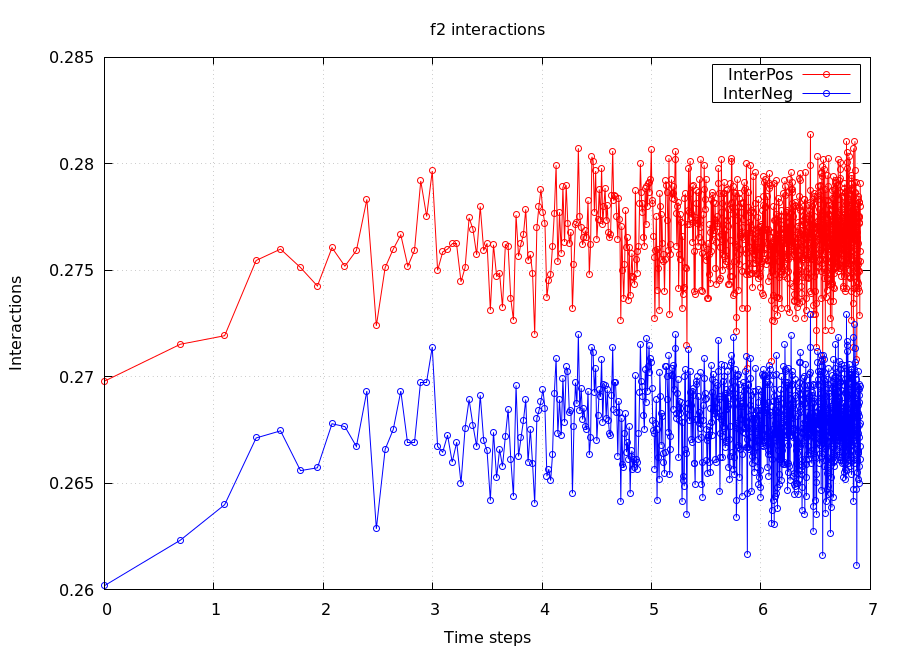 f2 interactions
0.285
0.28
0.275
0.27
0.265
0.26
Interactions
InterPos
InterNeg
0 1 2 3 4 5 6 7
Time steps